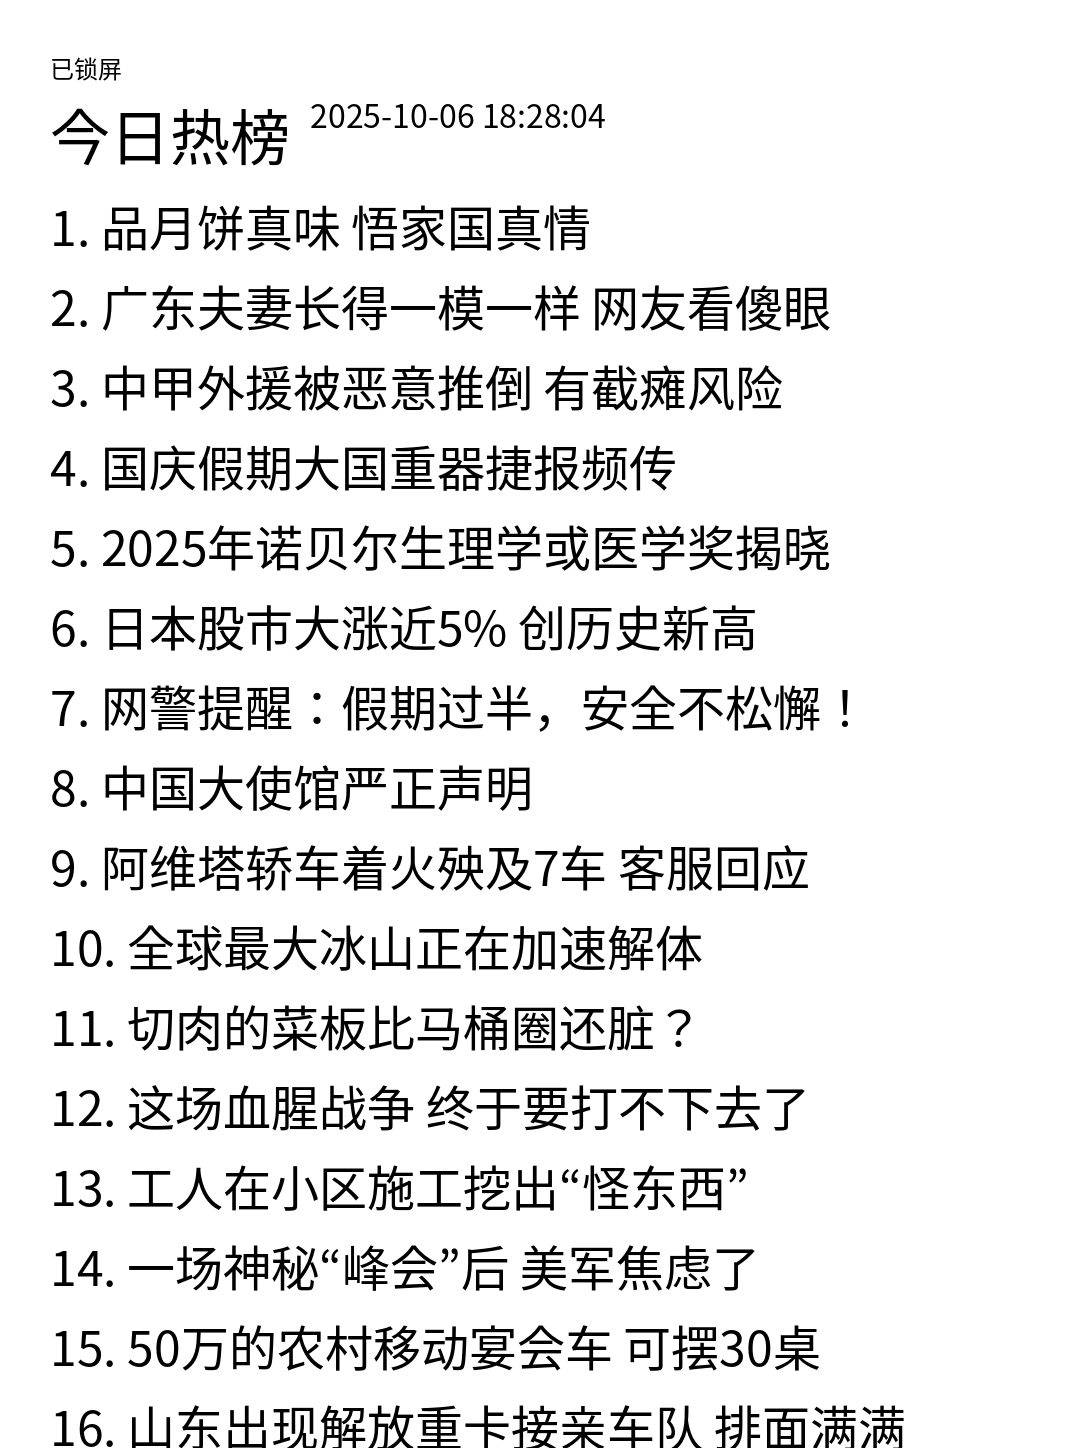 已锁屏
今日热榜 2025-10-06 18:28:04
1. 品月饼真味 悟家国真情
2. 广东夫妻长得一模一样 网友看傻眼
3. 中甲外援被恶意推倒 有截瘫风险
4. 国庆假期大国重器捷报频传
5. 2025年诺贝尔生理学或医学奖揭晓
6. 日本股市大涨近5% 创历史新高
7. 网警提醒：假期过半，安全不松懈！
8. 中国大使馆严正声明
9. 阿维塔轿车着火殃及7车 客服回应
10. 全球最大冰山正在加速解体
11. 切肉的菜板比马桶圈还脏？
12. 这场血腥战争 终于要打不下去了
13. 工人在小区施工挖出“怪东西”
14. 一场神秘“峰会”后 美军焦虑了
15. 50万的农村移动宴会车 可摆30桌
16. 山东出现解放重卡接亲车队 排面满满